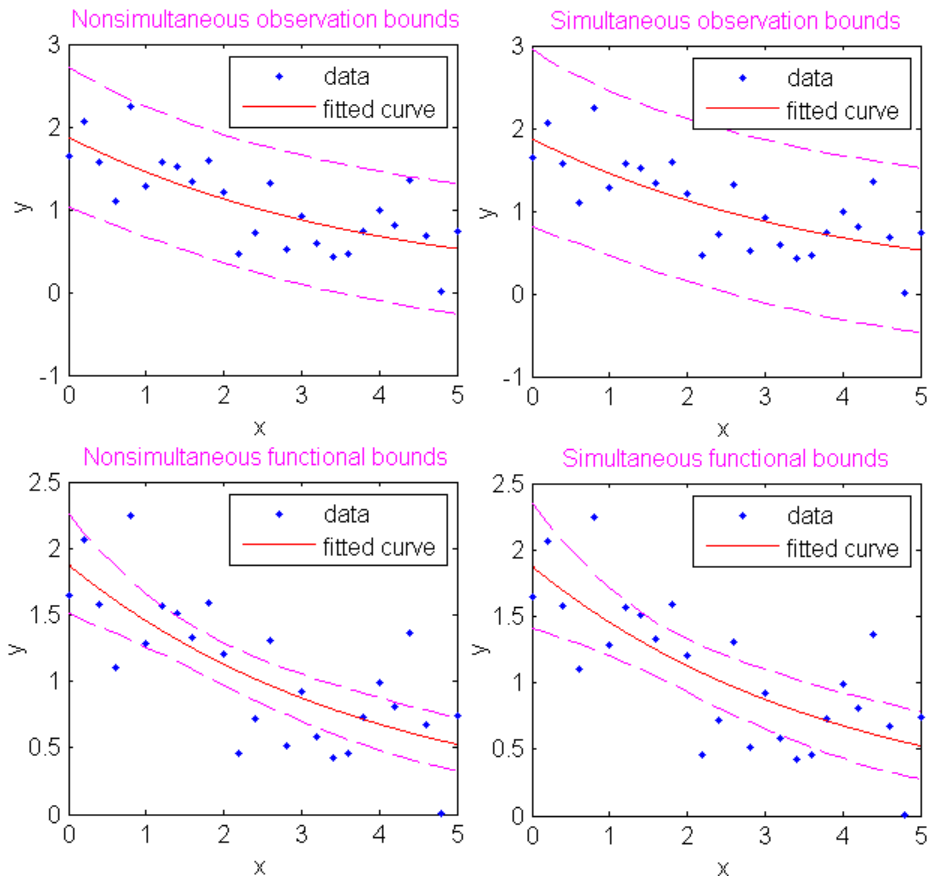 Nonsimultaneous observation bounds
3
2
1
0
-1
y
data
fitted curve
0 1 2 3 4 5
x
Simultaneous observation bounds
3
2
1
0
-1
y
data
fitted curve
0 1 2 3 4 5
x
Nonsimultaneous functional bounds
2.5
2
1.5
1
0.5
0
y
data
fitted curve
0 1 2 3 4 5
x
Simultaneous functional bounds
2.5
2
1.5
1
0.5
0
y
data
fitted curve
0 1 2 3 4 5
x